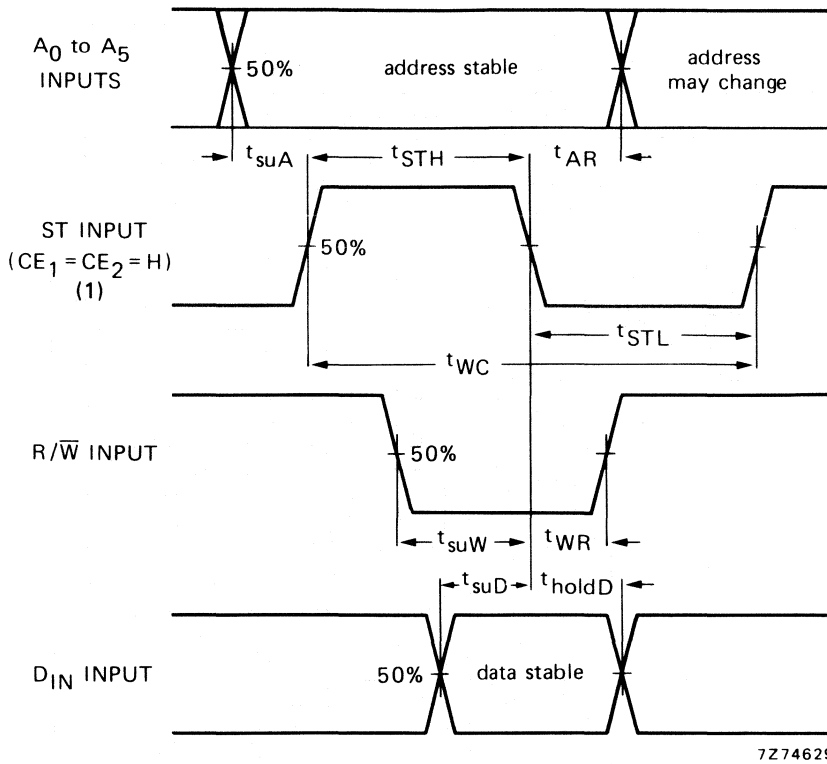 A0 to A5
INPUTS
50%
address stable
address
may change
tsuA
tSTH
tAR
ST INPUT
(CE1 = CE2 = H)
(1)
50%
tSTL
tWC
R/W̅ INPUT
50%
tsuW
tWR
tsuD
tholdD
DIN INPUT
50%
data stable
7Z74629